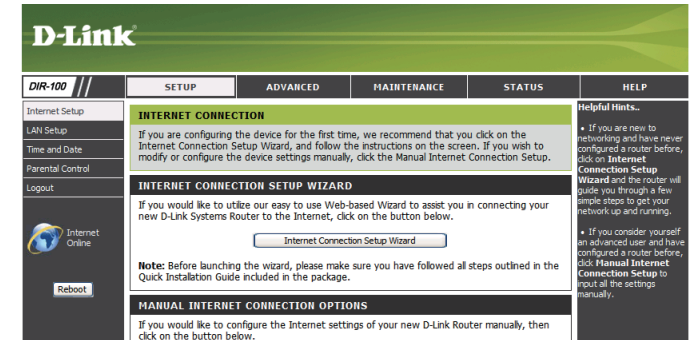 D-Link
DIR-100 //
SETUP
ADVANCED
MAINTENANCE
STATUS
HELP
Internet Setup
LAN Setup
Time and Date
Parental Control
Logout
Internet
Online
Reboot
INTERNET CONNECTION
If you are configuring the device for the first time, we recommend that you click on the
Internet Connection Setup Wizard, and follow the instructions on the screen. If you wish to
modify or configure the device settings manually, click the Manual Internet Connection Setup.
INTERNET CONNECTION SETUP WIZARD
If you would like to utilize our easy to use Web-based Wizard to assist you in connecting your
new D-Link Systems Router to the Internet, click on the button below.
Internet Connection Setup Wizard
Note: Before launching the wizard, please make sure you have followed all steps outlined in the
Quick Installation Guide included in the package.
MANUAL INTERNET CONNECTION OPTIONS
If you would like to configure the Internet settings of your new D-Link Router manually, then
click on the button below.
Helpful Hints..
• If you are new to
networking and have never
configured a router before,
click on Internet
Connection Setup
Wizard and the router will
guide you through a few
simple steps to get your
network up and running.
• If you consider yourself
an advanced user and have
configured a router before,
click Manual Internet
Connection Setup to
input all the settings
manually.